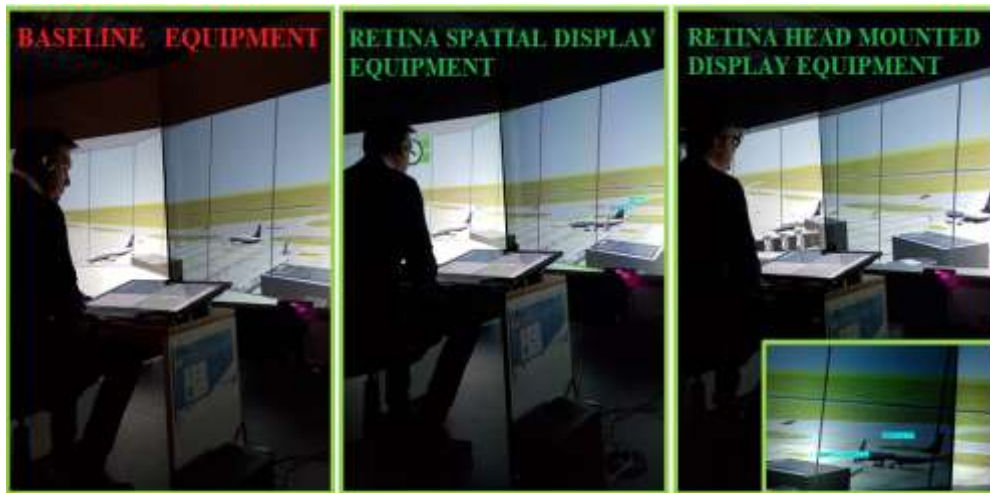 BASELINE EQUIPMENT
RETINA SPATIAL DISPLAY
EQUIPMENT
RETINA HEAD MOUNTED
DISPLAY EQUIPMENT